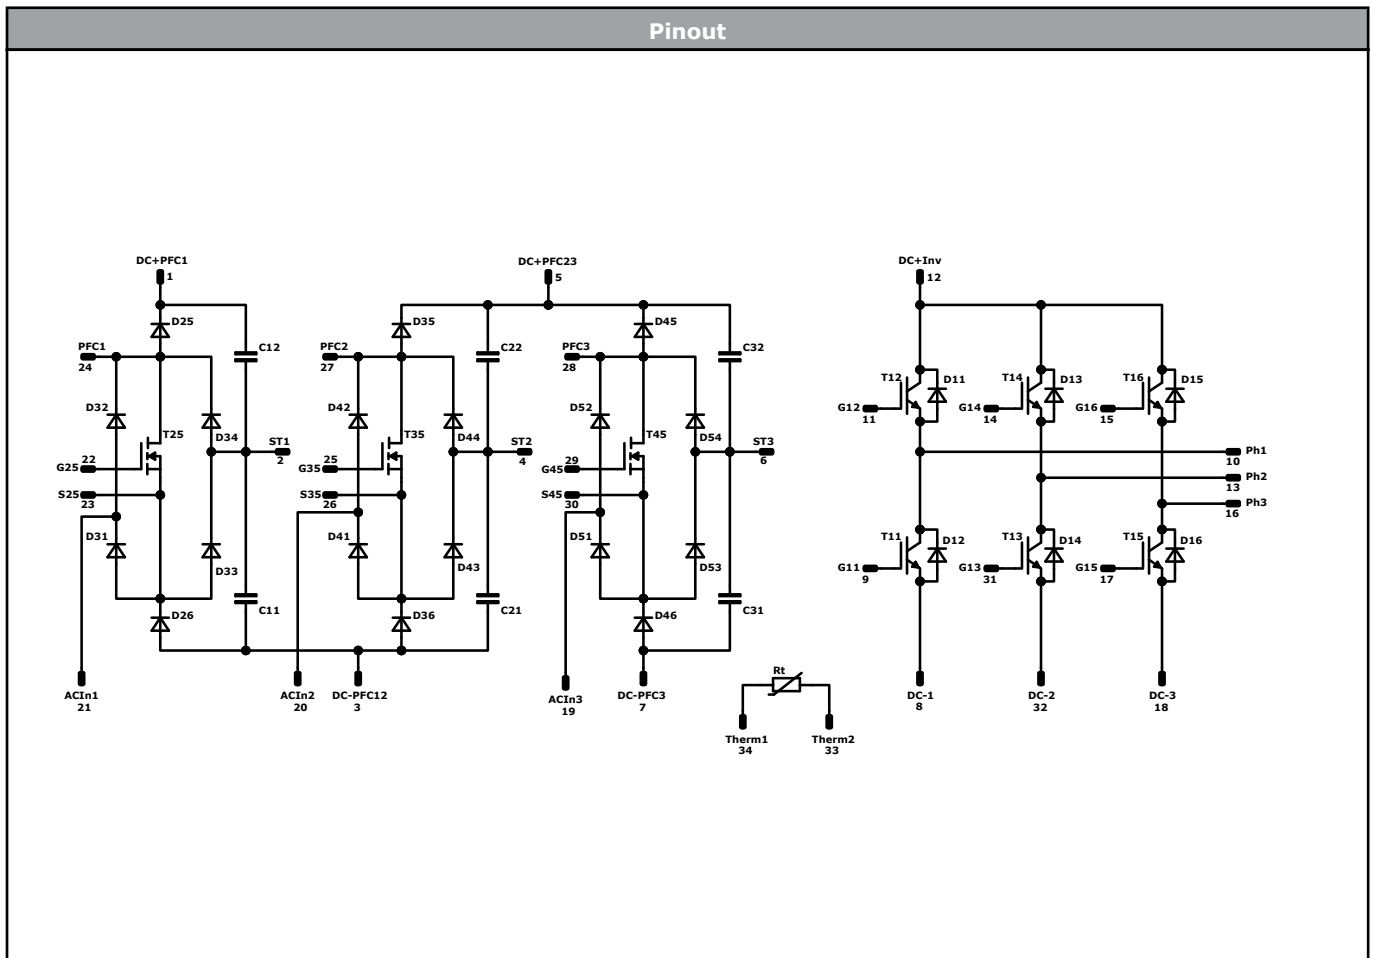 Pinout
DC+PFC1
1
DC+PFC23
5
DC+Inv
12
D25
D35
D45
PFC1
24
C12
PFC2
27
C22
PFC3
28
C32
T12
D11
T14
D13
T16
D15
G12
11
G14
14
G16
15
D32
T25
D34
D42
T35
D44
D52
T45
D54
ST1
2
ST2
4
ST3
6
Ph1
10
Ph2
13
Ph3
16
22
G25
25
G35
29
G45
S25
23
S35
26
S45
30
D31
D33
D41
D43
D51
D53
T11
D12
T13
D14
T15
D16
G11
9
G13
31
G15
17
D26
C11
D36
C21
D46
C31
ACIn1
21
ACIn2
20
DC-PFC12
3
ACIn3
19
DC-PFC3
7
Rt
Therm1
34
Therm2
33
DC-1
8
DC-2
32
DC-3
18